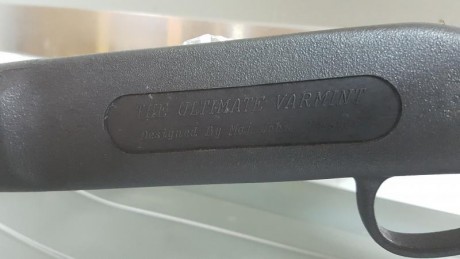 THE ULTIMATE VARMINT
Designed By